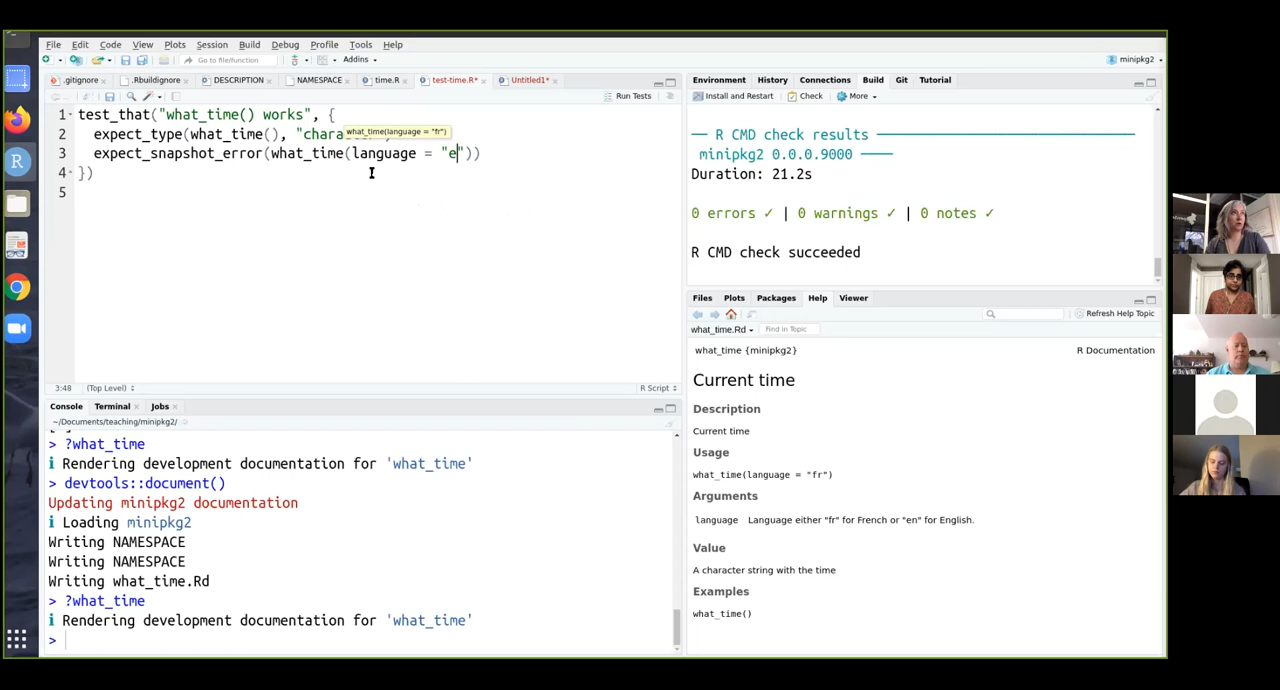 File Edit Code View Plots Session Build Debug Profile Tools Help
Go to file/function Addins minipkg2
.gitignore .Rbuildignore DESCRIPTION NAMESPACE time.R test-time.R* Untitled1*
Run Tests
1 test_that("what_time() works", {
what_time(language = "fr")
2 expect_type(what_time(), "chara
3 expect_snapshot_error(what_time(language = "e"))
4 })
5
3:48 (Top Level) R Script
Console Terminal Jobs
~/Documents/teaching/minipkg2/
> ?what_time
ℹ Rendering development documentation for 'what_time'
> devtools::document()
Updating minipkg2 documentation
ℹ Loading minipkg2
Writing NAMESPACE
Writing NAMESPACE
Writing what_time.Rd
> ?what_time
ℹ Rendering development documentation for 'what_time'
>
Environment History Connections Build Git Tutorial
Install and Restart Check More
── R CMD check results ──
minipkg2 0.0.0.9000 ──
Duration: 21.2s
0 errors ✓ | 0 warnings ✓ | 0 notes ✓
R CMD check succeeded
Files Plots Packages Help Viewer
Refresh Help Topic
what_time.Rd Find in Topic
what_time {minipkg2} R Documentation
Current time
Description
Current time
Usage
what_time(language = "fr")
Arguments
language Language either "fr" for French or "en" for English.
Value
A character string with the time
Examples
what_time()